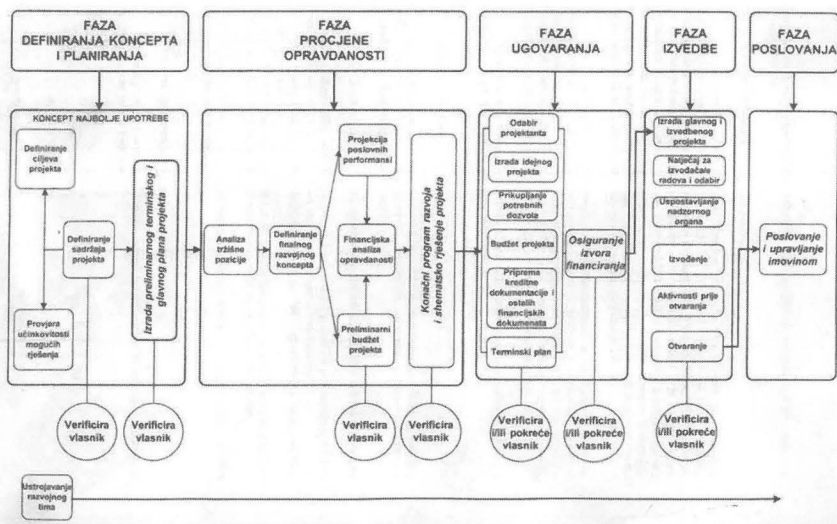 FAZA
DEFINIRANJA KONCEPTA
I PLANIRANJA
FAZA
PROCJENE
OPRAVDANOSTI
FAZA
UGOVARANJA
FAZA
IZVEDBE
FAZA
POSLOVANJA
KONCEPT NAJBOLJE UPOTREBE
Definiranje
ciljeva
projekta
Definiranje
sadržaja
projekta
Provjera
učinkovitosti
mogućih
rješenja
Izrada preliminarnog terminskog i
glavnog plana projekta
Analiza
tržišne
pozicije
Definiranje
finalnog
razvojnog
koncepta
Projekcija
poslovnih
performansi
Financijska
analiza
opravdanosti
Preliminarni
budžet
projekta
Konačni program razvoja
i shematsko rješenje projekta
Odabir
projektanta
Izrada idejnog
projekta
Prikupljanje
potrebnih
dozvola
Budžet projekta
Priprema
kreditne
dokumentacije i
ostalih
financijskih
dokumenata
Terminski plan
Osiguranje
izvora
financiranja
Izrada glavnog i
izvedbenog
projekta
Natječaj za
izvođače
radova i odabir
Uspostavljanje
nadzornog
organa
Izvođenje
Aktivnosti prije
otvaranja
Otvaranje
Poslovanje
i upravljanje
imovinom
Verificira
vlasnik
Verificira
vlasnik
Verificira
vlasnik
Verificira
vlasnik
Verificira
i/ili pokreće
vlasnik
Verificira
i/ili pokreće
vlasnik
Verificira
i/ili pokreće
vlasnik
Ustrojavanje
razvojnog
tima